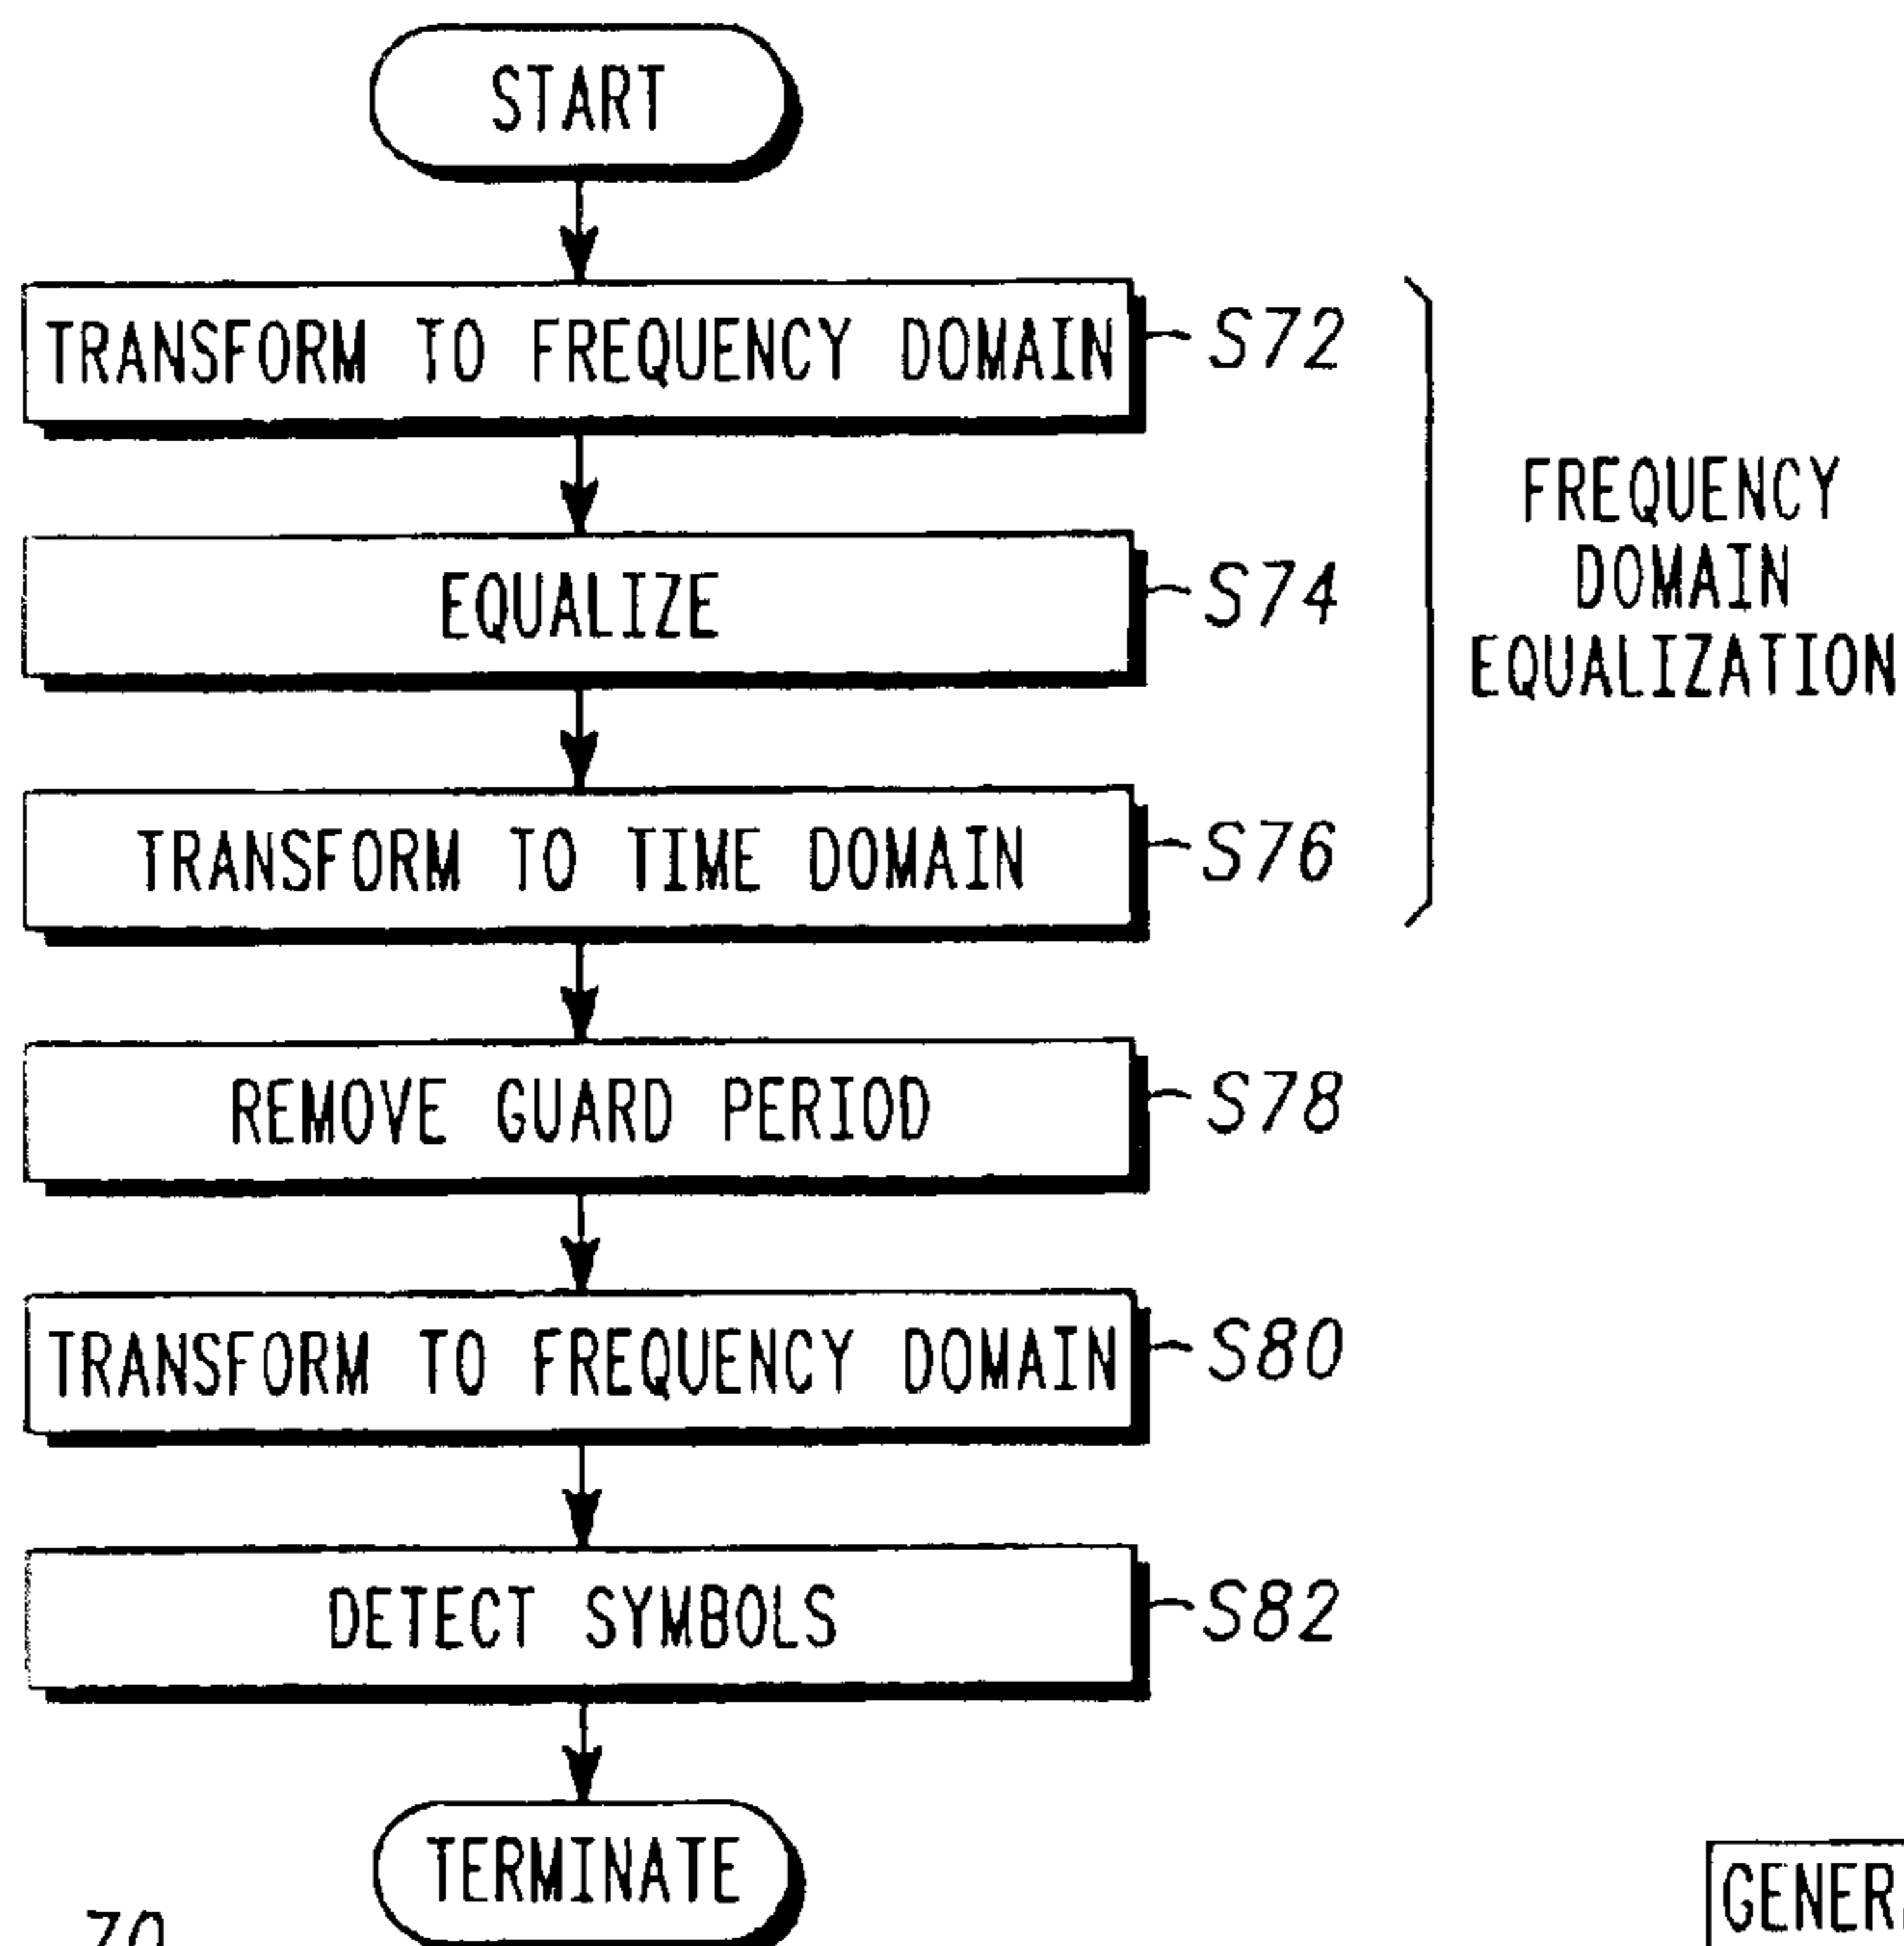 START
TRANSFORM TO FREQUENCY DOMAIN S72
EQUALIZE S74
TRANSFORM TO TIME DOMAIN S76
FREQUENCY
DOMAIN
EQUALIZATION
REMOVE GUARD PERIOD S78
TRANSFORM TO FREQUENCY DOMAIN S80
DETECT SYMBOLS S82
TERMINATE
70